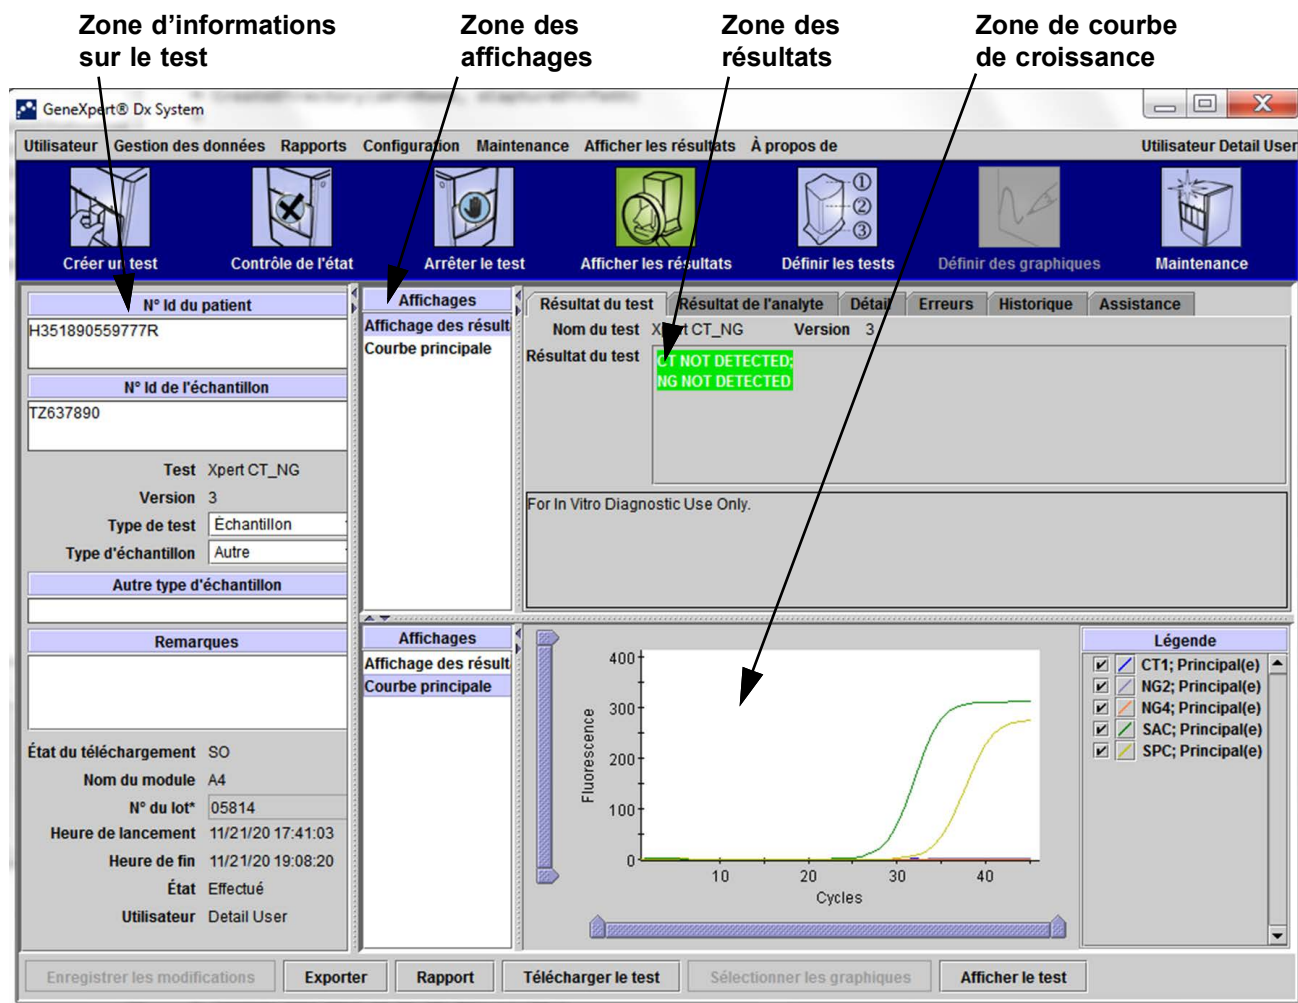 Zone d'informations
sur le test
Zone des
affichages
Zone des
résultats
Zone de courbe
de croissance
GeneXpert® Dx System
Utilisateur Gestion des données Rapports Configuration Maintenance Afficher les résultats À propos de
Utilisateur Detail User
Créer un test
Contrôle de l'état
Arrêter le test
Afficher les résultats
① ② ③
Définir les tests
Définir des graphiques
Maintenance
N° Id du patient
H351890559777R
N° Id de l'échantillon
TZ637890
Test Xpert CT_NG
Version 3
Type de test Échantillon
Type d'échantillon Autre
Autre type d'échantillon
Remarques
État du téléchargement SO
Nom du module A4
N° du lot* 05814
Heure de lancement 11/21/20 17:41:03
Heure de fin 11/21/20 19:08:20
État Effectué
Utilisateur Detail User
Affichages
Affichage des résult
Courbe principale
Résultat du test Résultat de l'analyte Détail Erreurs Historique Assistance
Nom du test Xpert CT_NG Version 3
Résultat du test
CT NOT DETECTED;
NG NOT DETECTED
For In Vitro Diagnostic Use Only.
Affichages
Affichage des résult
Courbe principale
Fluorescence
400
300
200
100
0
10 20 30 40
Cycles
Légende
CT1; Principal(e)
NG2; Principal(e)
NG4; Principal(e)
SAC; Principal(e)
SPC; Principal(e)
Enregistrer les modifications Exporter Rapport Télécharger le test Sélectionner les graphiques Afficher le test